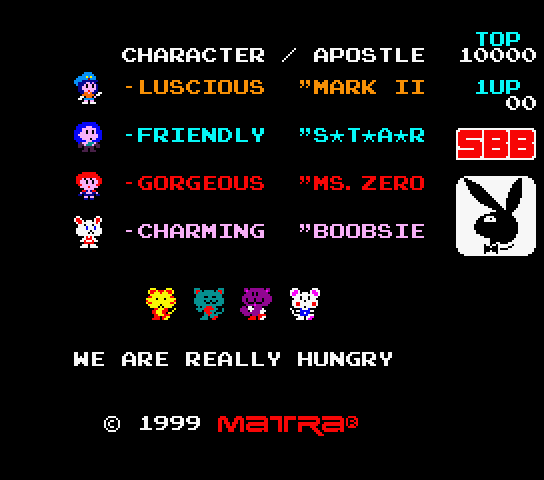 TOP
10000
CHARACTER / APOSTLE
-LUSCIOUS "MARK II
1UP
00
-FRIENDLY "S★T★A★R
SBB
-GORGEOUS "MS. ZERO
-CHARMING "BOOBSIE
WE ARE REALLY HUNGRY
© 1999 MATRA®